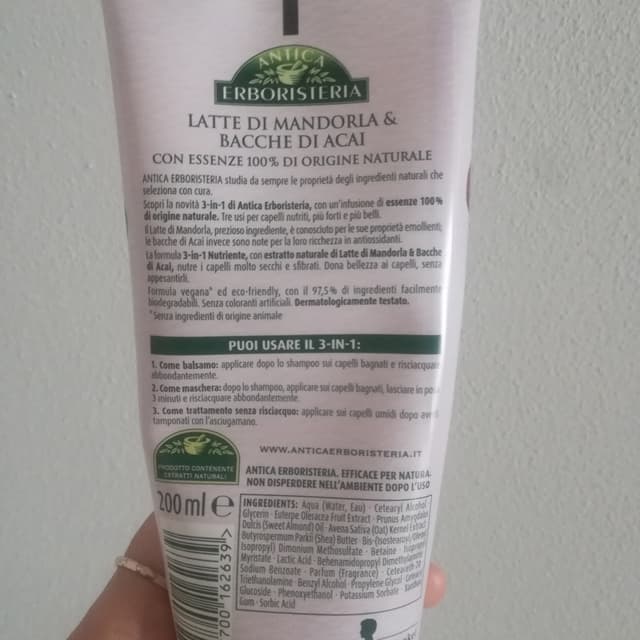 ANTICA
ERBORISTERIA
LATTE DI MANDORLA &
BACCHE DI ACAI
CON ESSENZE 100% DI ORIGINE NATURALE
ANTICA ERBORISTERIA studia da sempre le proprietà degli ingredienti naturali che
seleziona con cura.
Scopri la novità 3-in-1 di Antica Erboristeria, con un'infusione di essenze 100%
di origine naturale. Tre usi per capelli nutriti, più forti e più belli.
Il Latte di Mandorla, prezioso ingrediente, è conosciuto per le sue proprietà emollienti;
le bacche di Acai invece sono note per la loro ricchezza in antiossidanti.
La formula 3-in-1 Nutriente, con estratto naturale di Latte di Mandorla & Bacche
di Acai, nutre i capelli molto secchi e sfibrati. Dona bellezza ai capelli, senza
appesantirli.
Formula vegana* ed eco-friendly, con il 97,5% di ingredienti facilmente
biodegradabili. Senza coloranti artificiali. Dermatologicamente testato.
*Senza ingredienti di origine animale
PUOI USARE IL 3-IN-1:
1. Come balsamo: applicare dopo lo shampoo sui capelli bagnati e risciacquare
abbondantemente.
2. Come maschera: dopo lo shampoo, applicare sui capelli bagnati, lasciare in posa
3 minuti e risciacquare abbondantemente.
3. Come trattamento senza risciacquo: applicare sui capelli umidi dopo averli
tamponati con l'asciugamano.
WWW.ANTICAERBORISTERIA.IT
PRODOTTO CONTENENTE
ESTRATTI NATURALI
ANTICA ERBORISTERIA. EFFICACE PER NATURA.
NON DISPERDERE NELL'AMBIENTE DOPO L'USO
200 ml e
INGREDIENTS: Aqua (Water, Eau) · Cetearyl Alcohol
Glycerin · Euterpe Oleracea Fruit Extract · Prunus Amygdalus
Dulcis (Sweet Almond) Oil · Avena Sativa (Oat) Kernel Extract
Butyrospermum Parkii (Shea) Butter · Bis-(Isostearoyl/Oleoyl
Isopropyl) Dimonium Methosulfate · Betaine · Isopropyl
Myristate · Lactic Acid · Behenamidopropyl Dimethylamine
Sodium Benzoate · Parfum (Fragrance) · Ceteareth-20
Triethanolamine · Benzyl Alcohol · Propylene Glycol · Cetearyl
Glucoside · Phenoxyethanol · Potassium Sorbate · Xanthan
Gum · Sorbic Acid
700"162639">